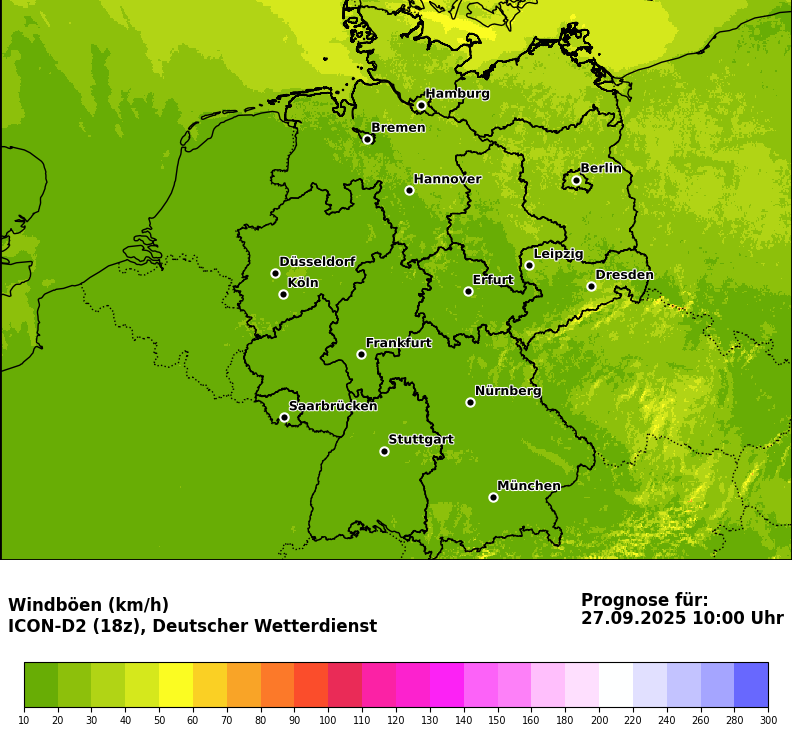 Hamburg
Bremen
Berlin
Hannover
Leipzig
Düsseldorf
Dresden
Köln
Erfurt
Frankfurt
Nürnberg
Saarbrücken
Stuttgart
München
Windböen (km/h)
ICON-D2 (18z), Deutscher Wetterdienst
Prognose für:
27.09.2025 10:00 Uhr
10 20 30 40 50 60 70 80 90 100 110 120 130 140 150 160 180 200 220 240 260 280 300